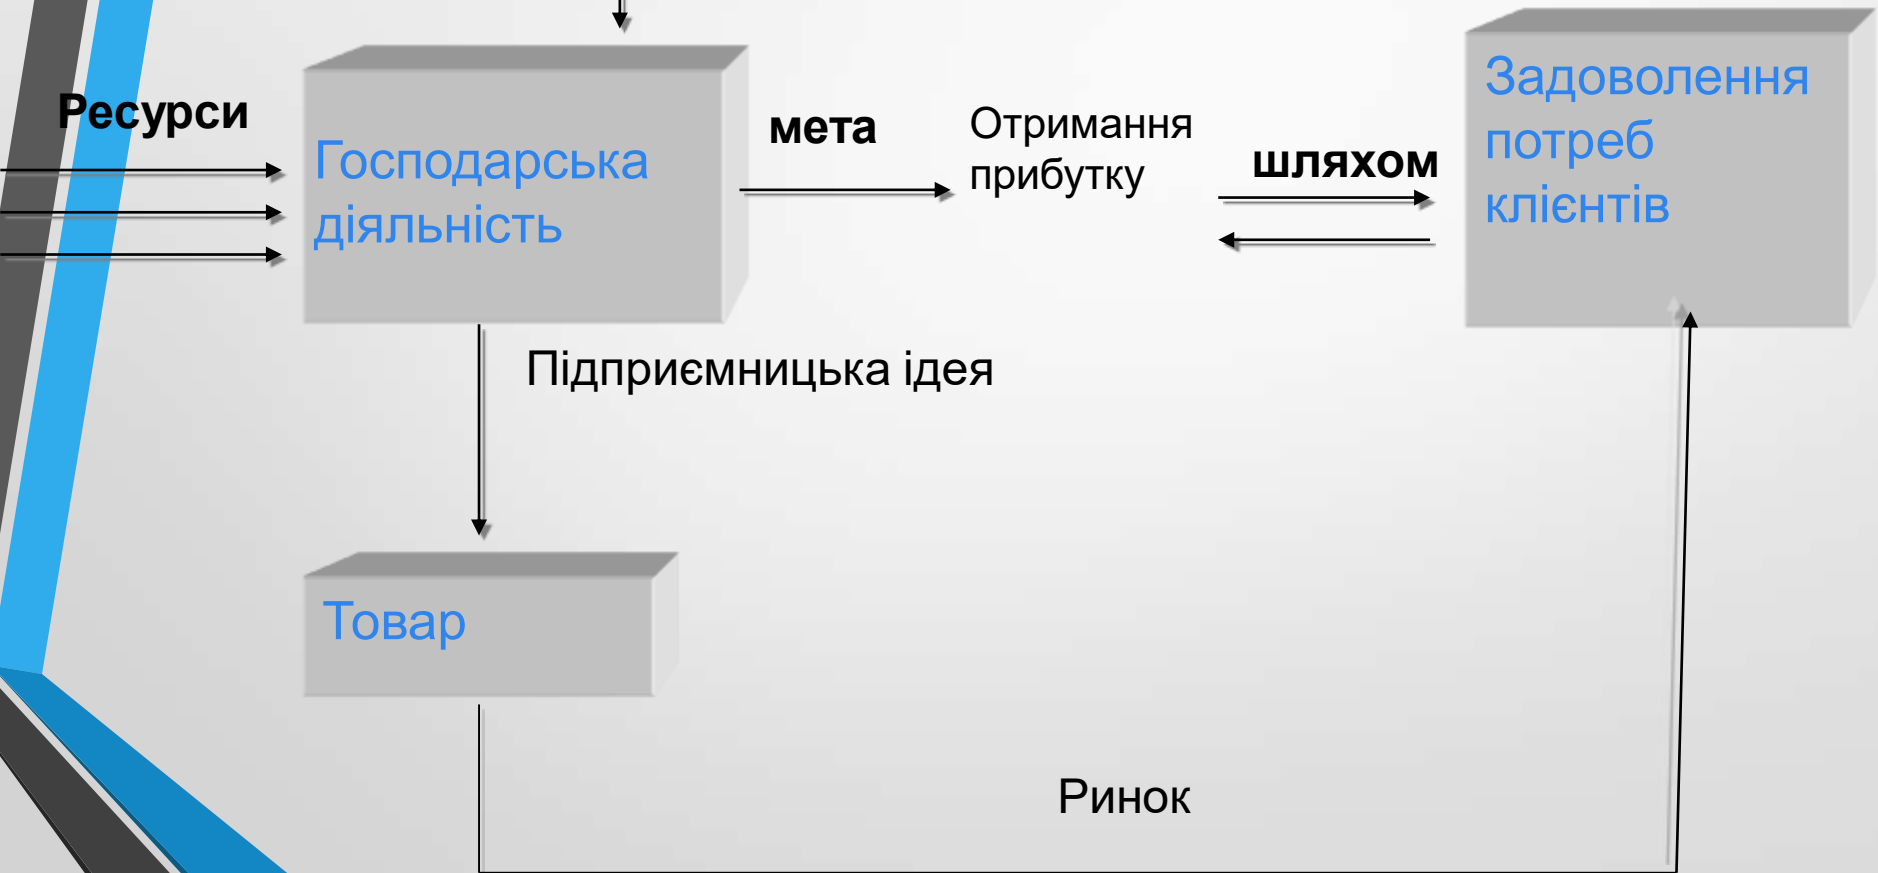 Ресурси
Господарська
діяльність
мета
Отримання
прибутку
шляхом
Задоволення
потреб
клієнтів
Підприємницька ідея
Товар
Ринок